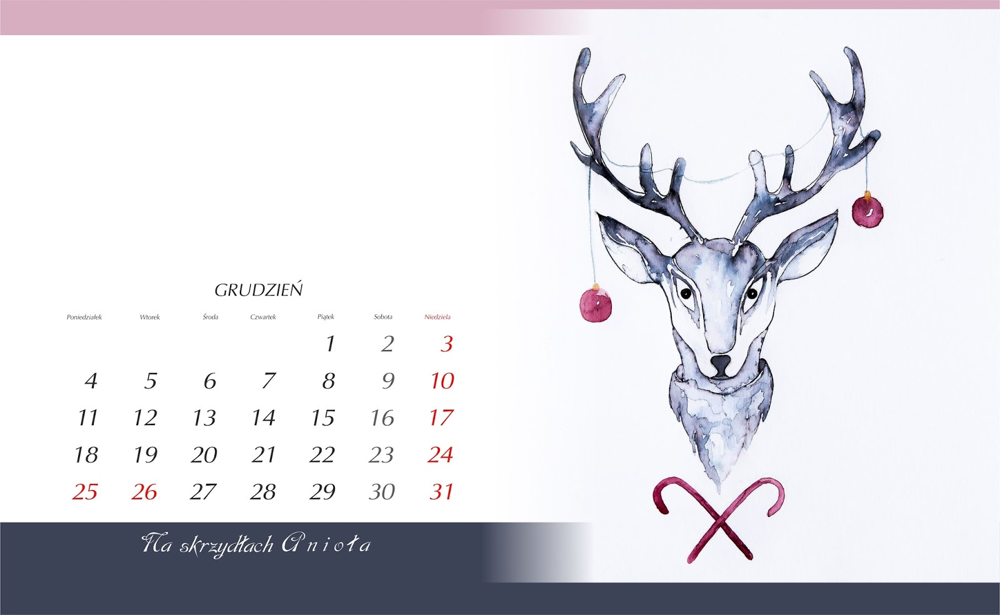 GRUDZIEŃ
Poniedziałek Wtorek Środa Czwartek Piątek Sobota Niedziela
1 2 3
4 5 6 7 8 9 10
11 12 13 14 15 16 17
18 19 20 21 22 23 24
25 26 27 28 29 30 31
Na skrzydłach Anioła